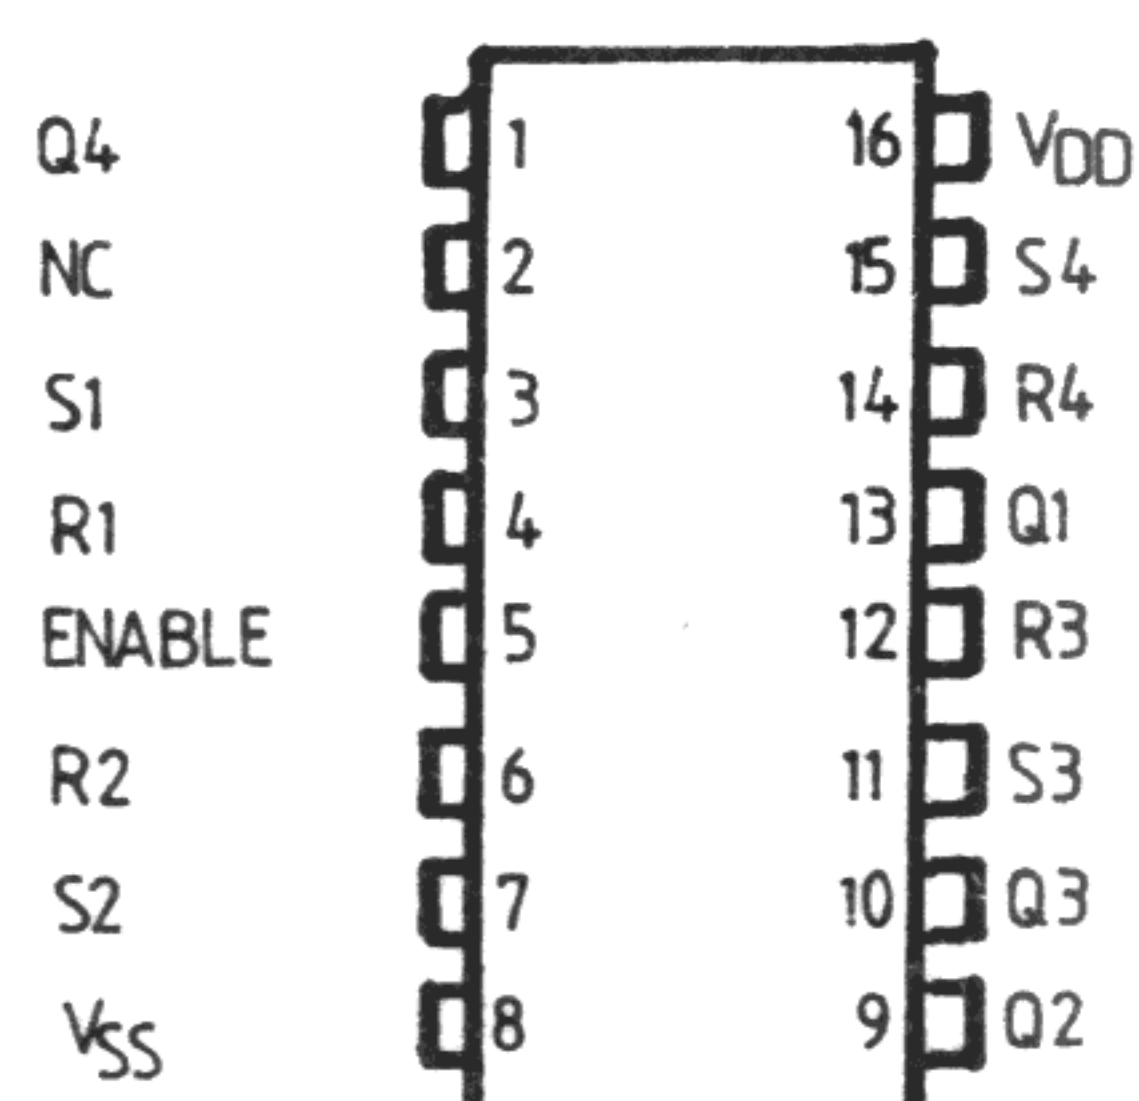 Q4 1 16 VDD
NC 2 15 S4
S1 3 14 R4
R1 4 13 Q1
ENABLE 5 12 R3
R2 6 11 S3
S2 7 10 Q3
VSS 8 9 Q2